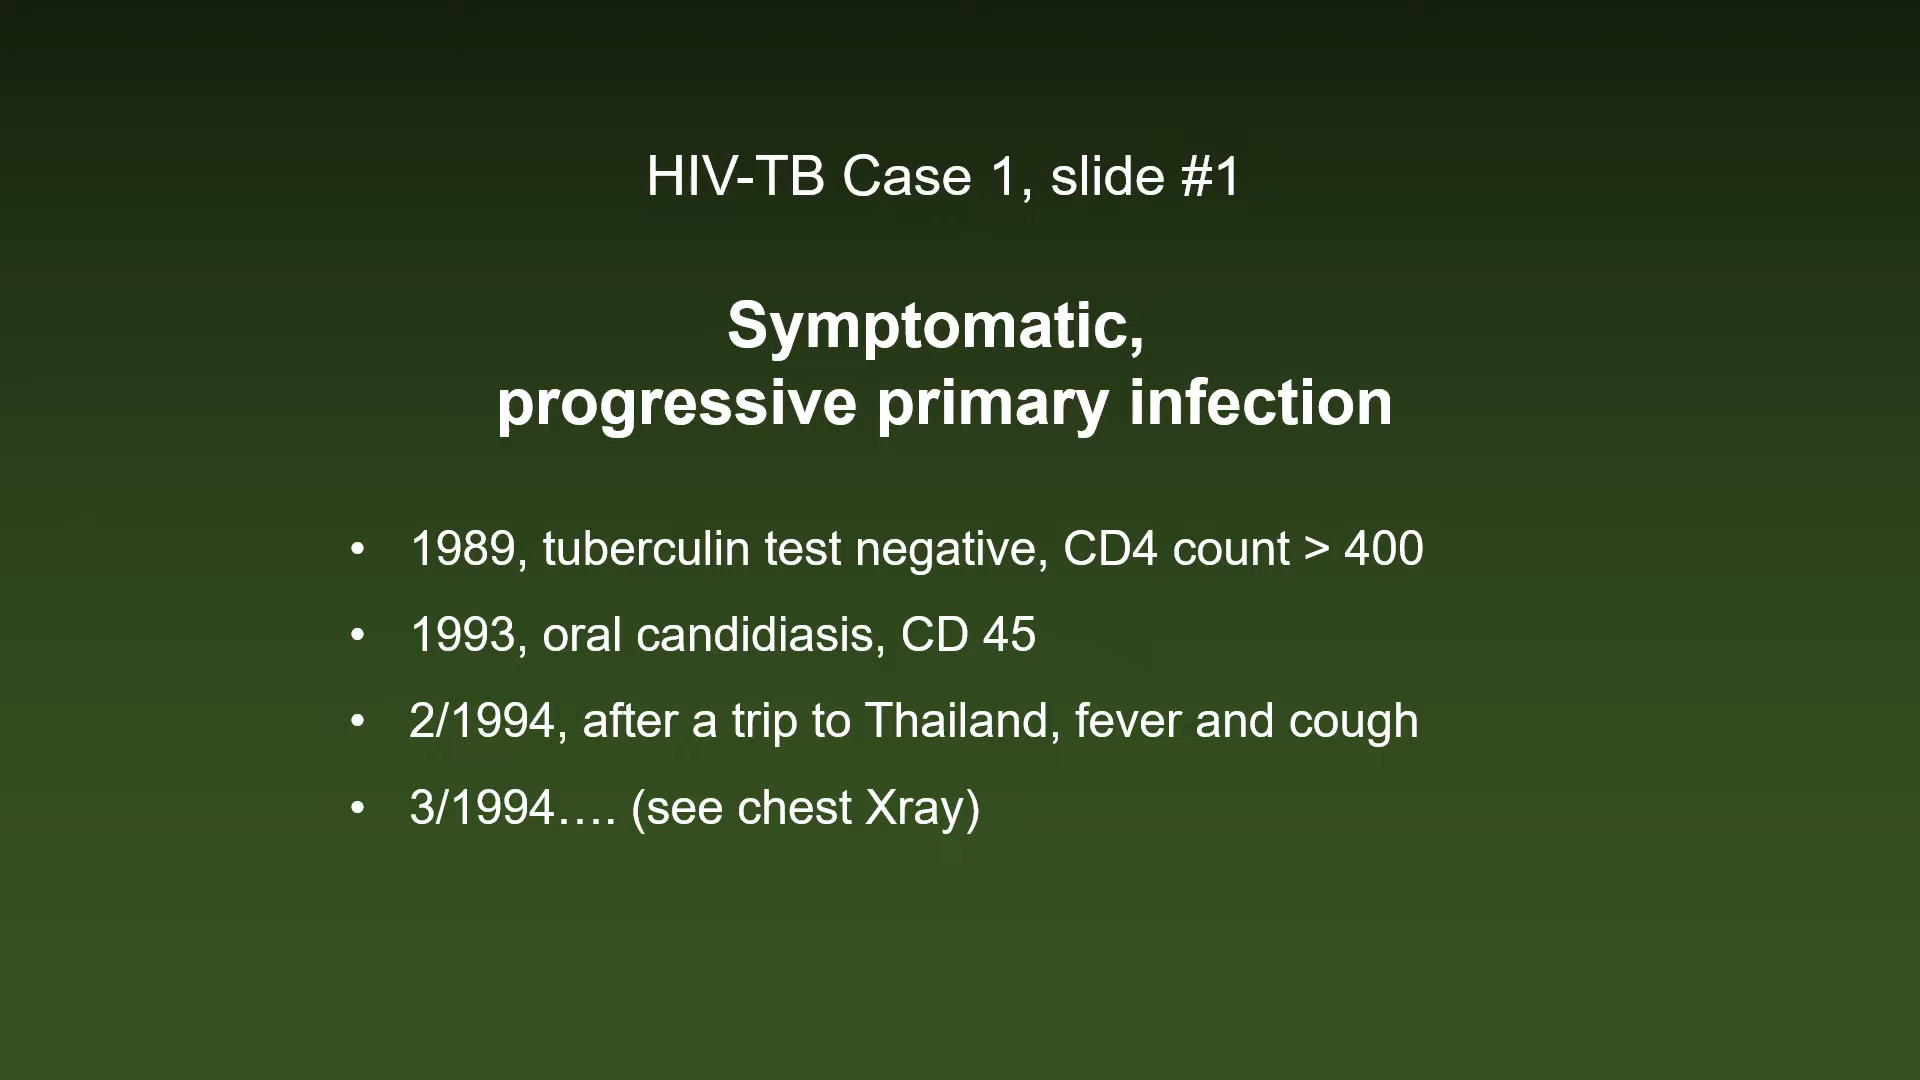 HIV-TB Case 1, slide #1
Symptomatic,
progressive primary infection
• 1989, tuberculin test negative, CD4 count > 400
• 1993, oral candidiasis, CD 45
• 2/1994, after a trip to Thailand, fever and cough
• 3/1994…. (see chest Xray)